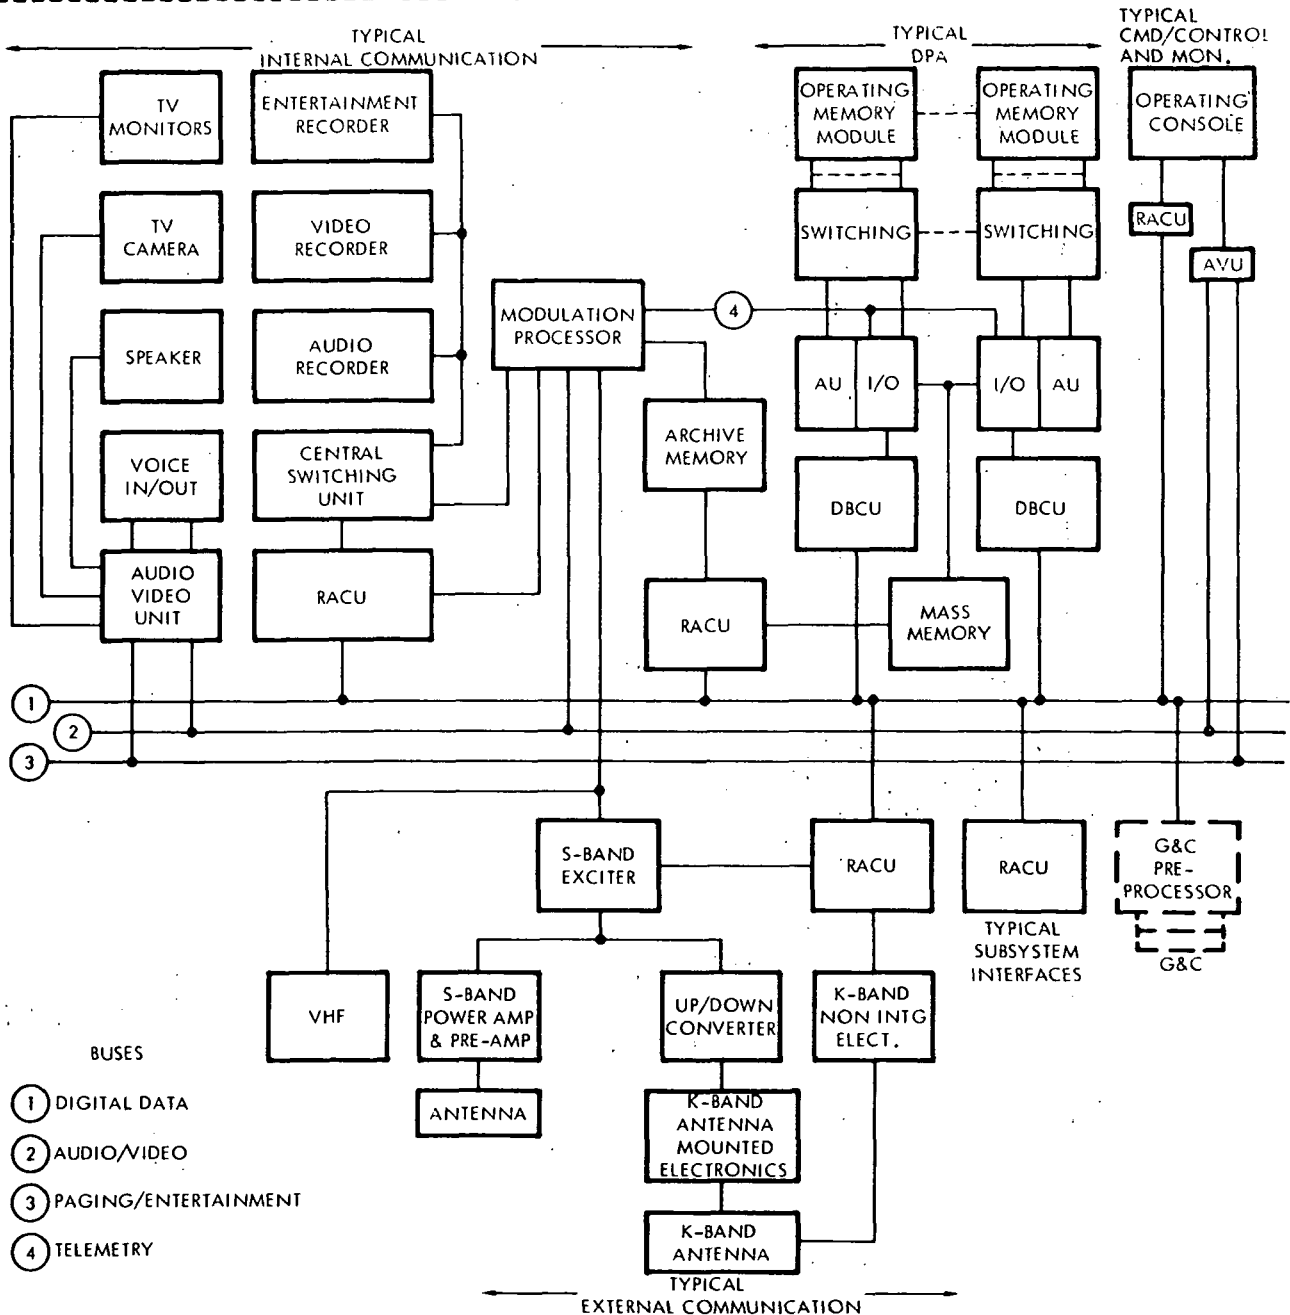 TYPICAL
INTERNAL COMMUNICATION
TYPICAL
DPA
TYPICAL
CMD/CONTROL
AND MON.
TV
MONITORS
ENTERTAINMENT
RECORDER
OPERATING
MEMORY
MODULE
OPERATING
MEMORY
MODULE
OPERATING
CONSOLE
TV
CAMERA
VIDEO
RECORDER
SWITCHING
SWITCHING
RACU
AVU
MODULATION
PROCESSOR
4
SPEAKER
AUDIO
RECORDER
AU
I/O
I/O
AU
VOICE
IN/OUT
CENTRAL
SWITCHING
UNIT
ARCHIVE
MEMORY
DBCU
DBCU
AUDIO
VIDEO
UNIT
RACU
RACU
MASS
MEMORY
1
2
3
S-BAND
EXCITER
RACU
RACU
G&C
PRE-
PROCESSOR
TYPICAL
SUBSYSTEM
INTERFACES
G&C
VHF
S-BAND
POWER AMP
& PRE-AMP
UP/DOWN
CONVERTER
K-BAND
NON INTG
ELECT.
ANTENNA
K-BAND
ANTENNA
MOUNTED
ELECTRONICS
K-BAND
ANTENNA
BUSES
1 DIGITAL DATA
2 AUDIO/VIDEO
3 PAGING/ENTERTAINMENT
4 TELEMETRY
TYPICAL
EXTERNAL COMMUNICATION